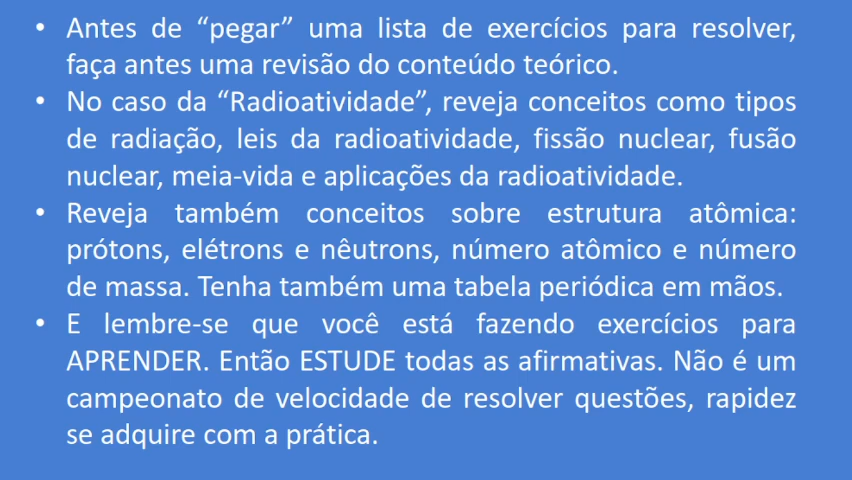 • Antes de “pegar” uma lista de exercícios para resolver,
faça antes uma revisão do conteúdo teórico.
• No caso da “Radioatividade”, reveja conceitos como tipos
de radiação, leis da radioatividade, fissão nuclear, fusão
nuclear, meia-vida e aplicações da radioatividade.
• Reveja também conceitos sobre estrutura atômica:
prótons, elétrons e nêutrons, número atômico e número
de massa. Tenha também uma tabela periódica em mãos.
• E lembre-se que você está fazendo exercícios para
APRENDER. Então ESTUDE todas as afirmativas. Não é um
campeonato de velocidade de resolver questões, rapidez
se adquire com a prática.